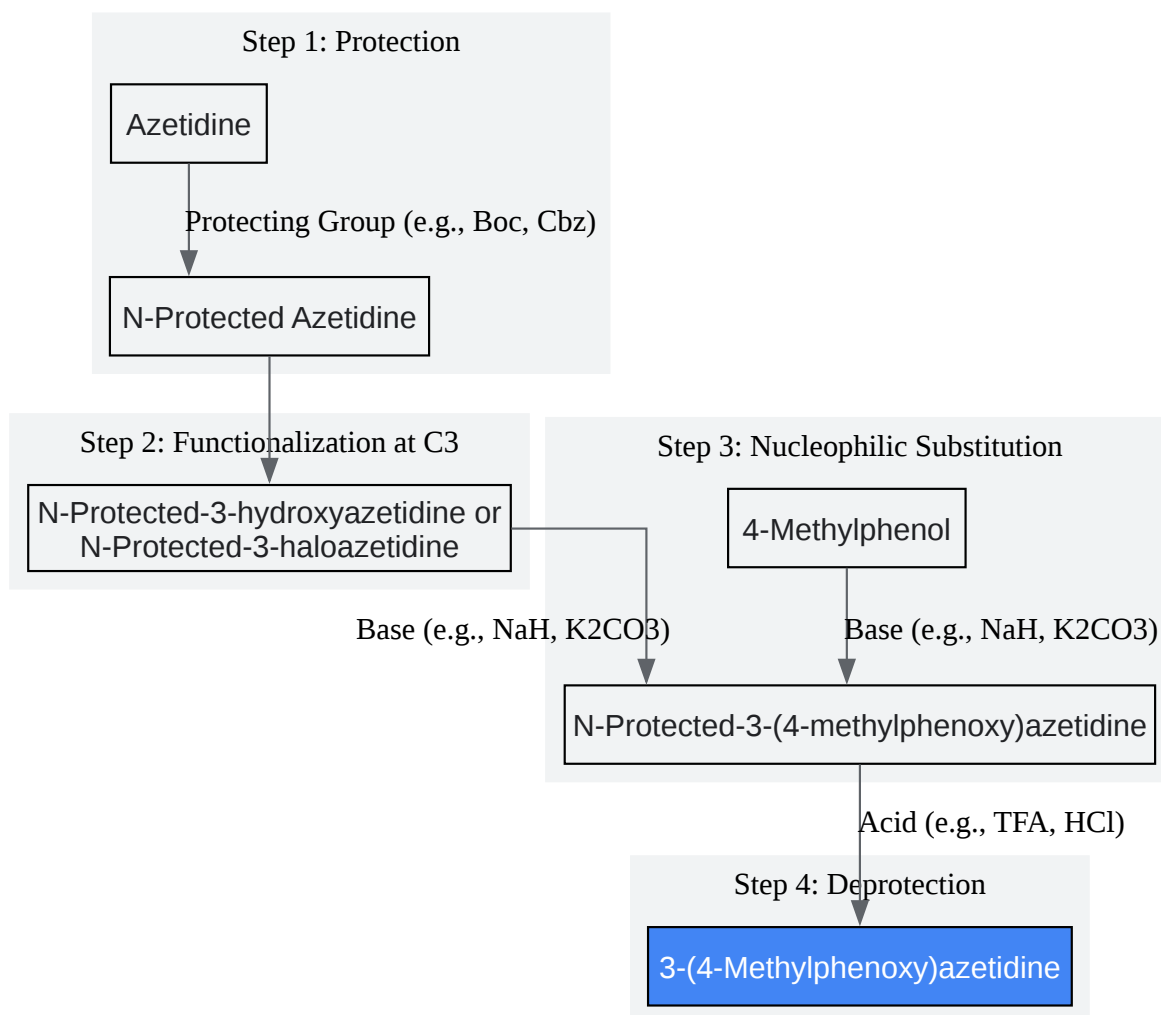 Step 1: Protection
Azetidine
Protecting Group (e.g., Boc, Cbz)
N-Protected Azetidine
Step 2: Functionalization at C3
N-Protected-3-hydroxyazetidine or
N-Protected-3-haloazetidine
Step 3: Nucleophilic Substitution
4-Methylphenol
Base (e.g., NaH, K2CO3)
Base (e.g., NaH, K2CO3)
N-Protected-3-(4-methylphenoxy)azetidine
Acid (e.g., TFA, HCl)
Step 4: Deprotection
3-(4-Methylphenoxy)azetidine